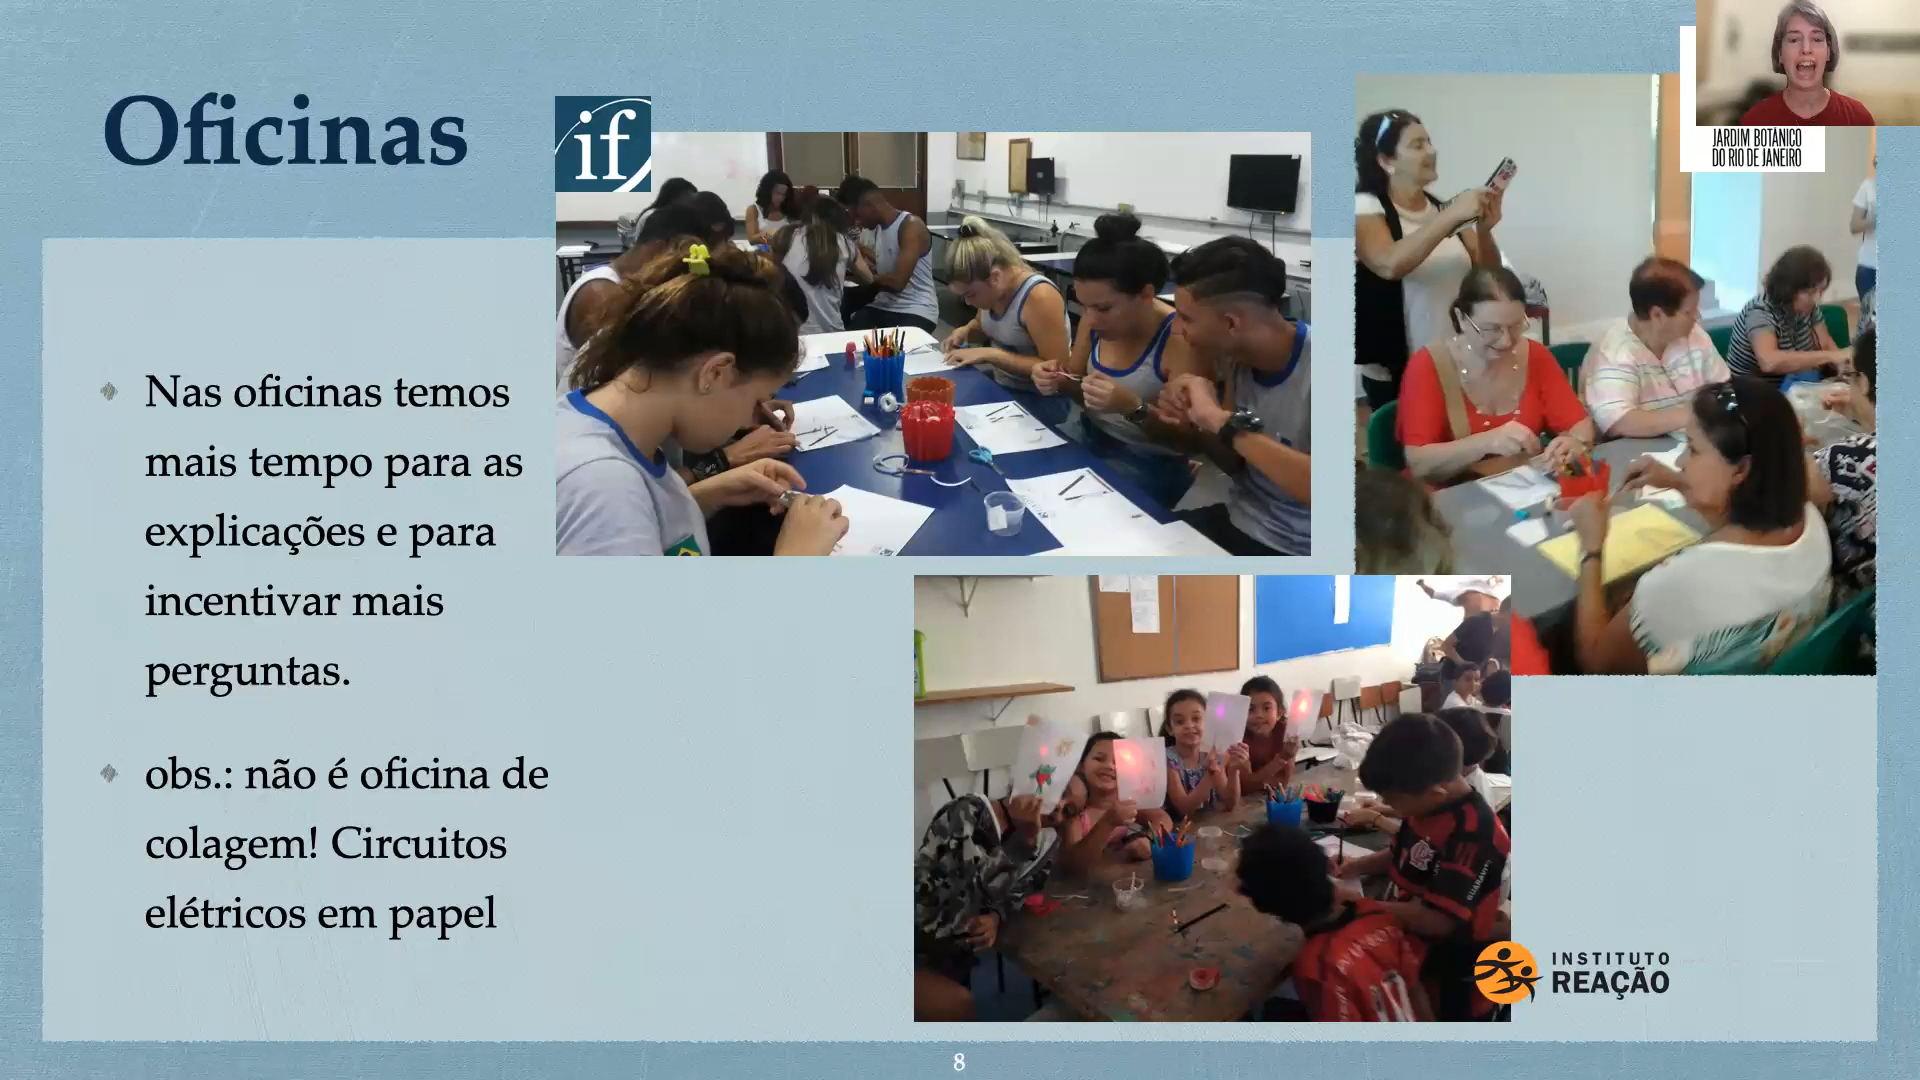 Oficinas
if
JARDIM BOTÂNICO
DO RIO DE JANEIRO
Nas oficinas temos
mais tempo para as
explicações e para
incentivar mais
perguntas.
obs.: não é oficina de
colagem! Circuitos
elétricos em papel
INSTITUTO
REAÇÃO
8